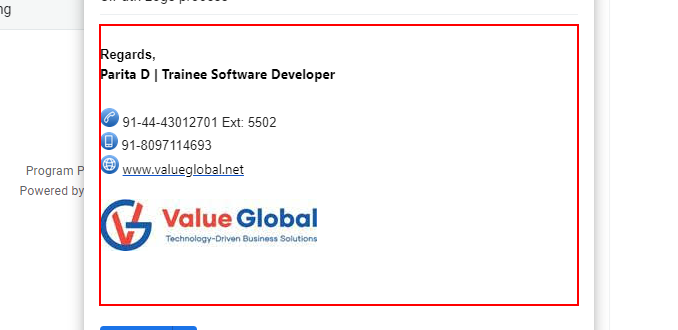 ng
Regards,
Parita D | Trainee Software Developer
91-44-43012701 Ext: 5502
91-8097114693
www.valueglobal.net
Program P
Powered by
Value Global
Technology-Driven Business Solutions